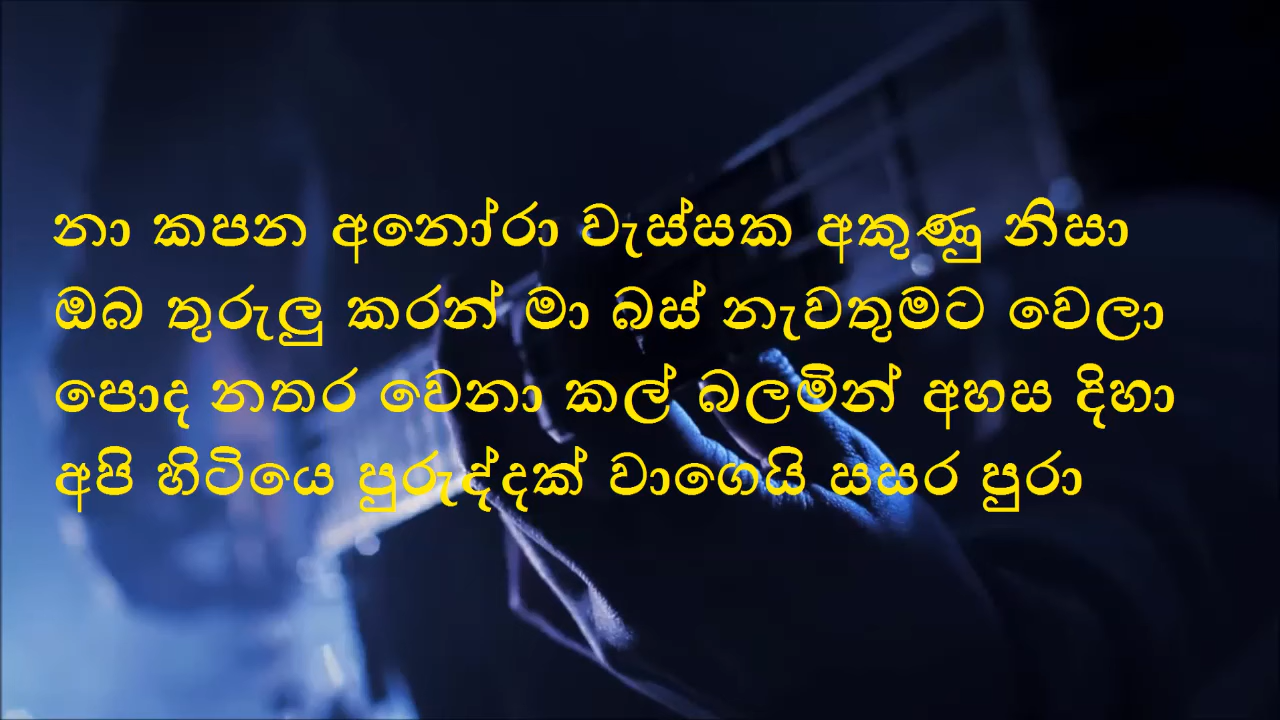 නා කපන අනෝරා වැස්සක අකුණු නිසා
ඔබ තුරුලු කරන් මා බස් නැවතුමට වෙලා
පොද නතර වෙනා කල් බලමින් අහස දිහා
අපි හිටියෙ පුරුද්දක් වාගෙයි සසර පුරා